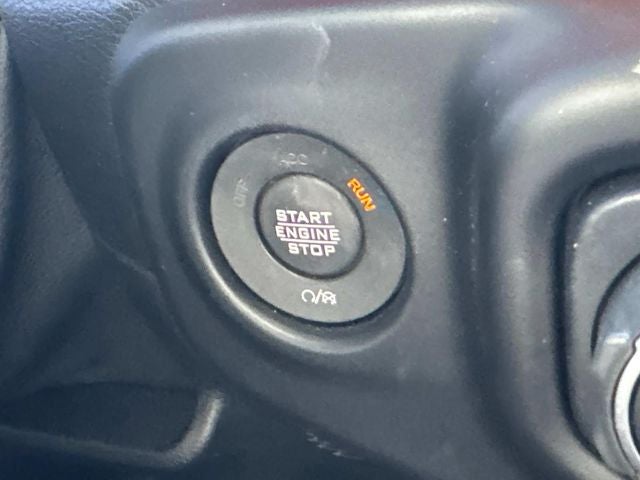 ACC
OFF
RUN
START
ENGINE
STOP